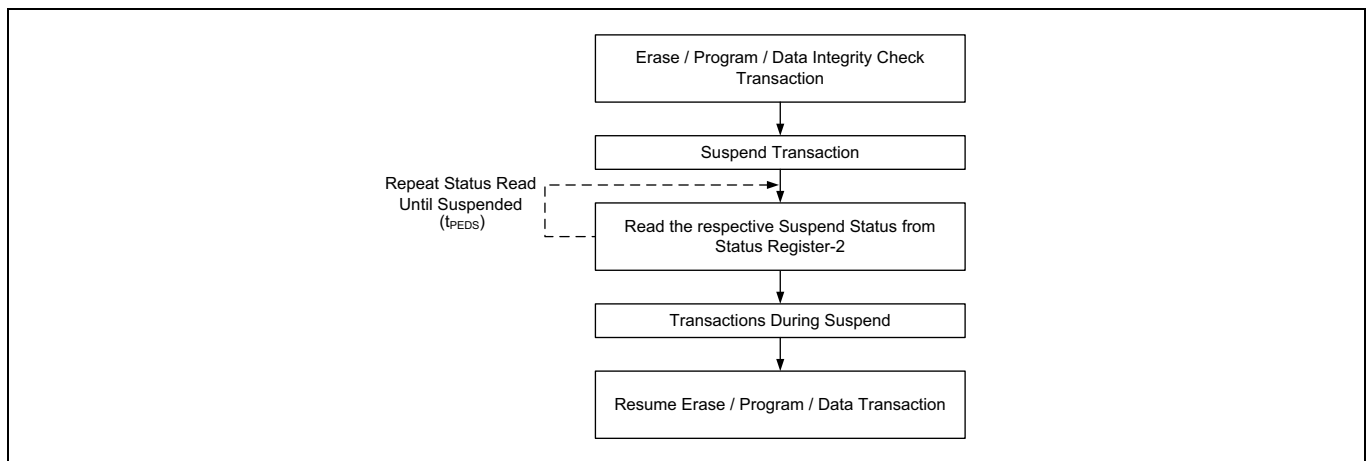 Erase / Program / Data Integrity Check
Transaction
Suspend Transaction
Repeat Status Read
Until Suspended
(tPEDS)
Read the respective Suspend Status from
Status Register-2
Transactions During Suspend
Resume Erase / Program / Data Transaction